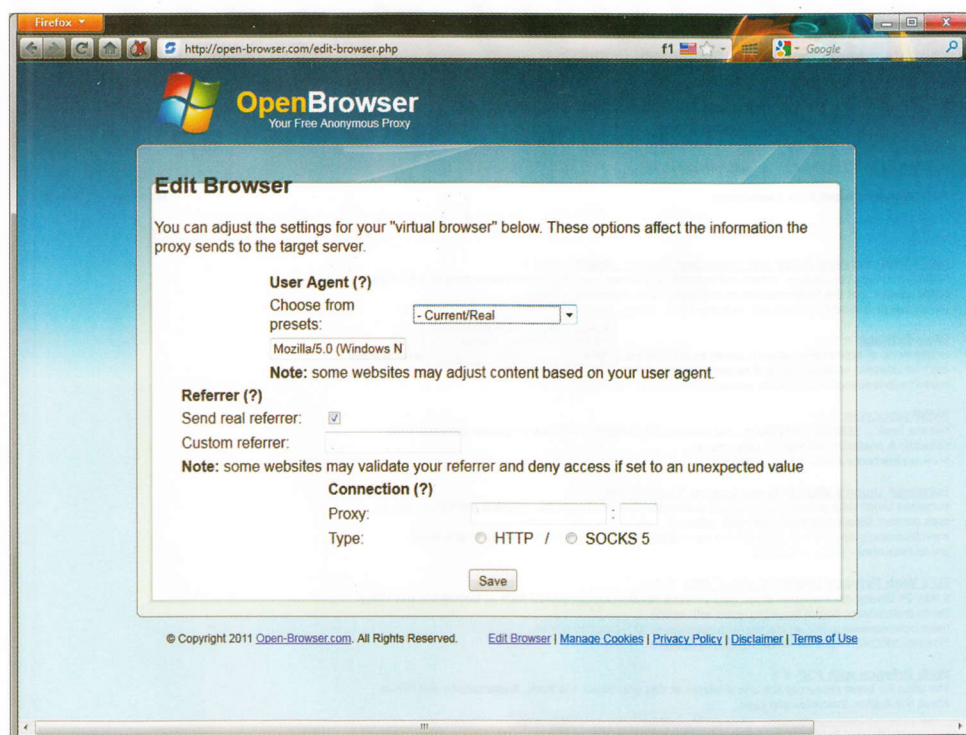 Firefox
http://open-browser.com/edit-browser.php
f1
Google
OpenBrowser
Your Free Anonymous Proxy
Edit Browser
You can adjust the settings for your "virtual browser" below. These options affect the information the
proxy sends to the target server.
User Agent (?)
Choose from
presets:
- Current/Real
Mozilla/5.0 (Windows N
Note: some websites may adjust content based on your user agent.
Referrer (?)
Send real referrer:
Custom referrer:
Note: some websites may validate your referrer and deny access if set to an unexpected value
Connection (?)
Proxy:
:
Type:
HTTP / SOCKS 5
Save
© Copyright 2011 Open-Browser.com. All Rights Reserved.
Edit Browser | Manage Cookies | Privacy Policy | Disclaimer | Terms of Use